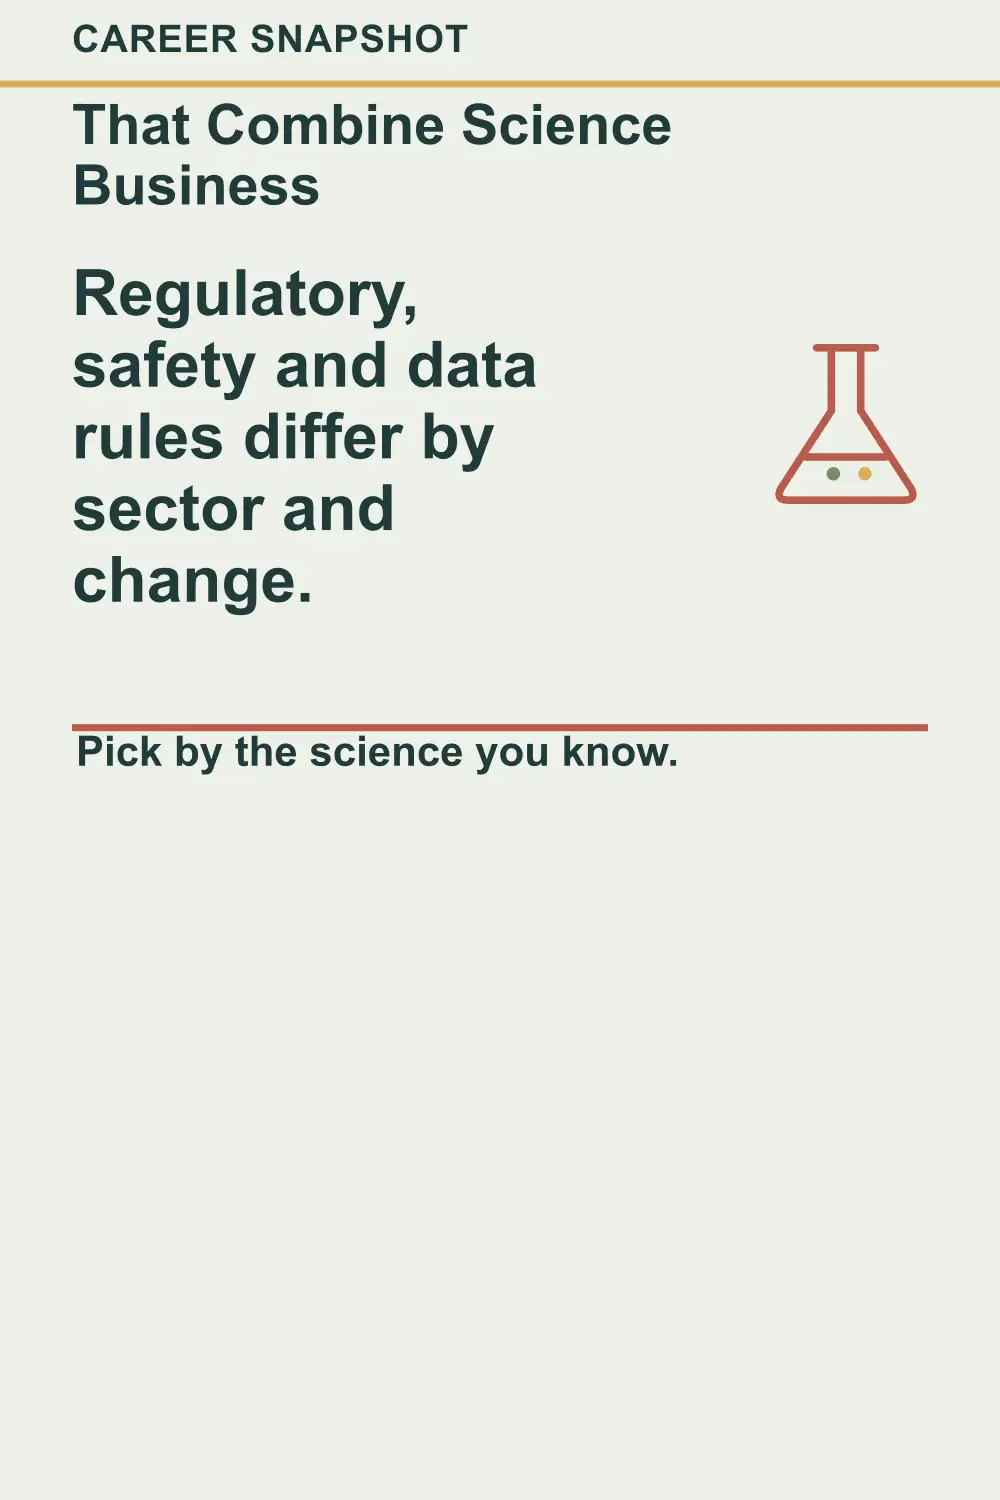 CAREER SNAPSHOT
That Combine Science
Business
Regulatory,
safety and data
rules differ by
sector and
change.
Pick by the science you know.